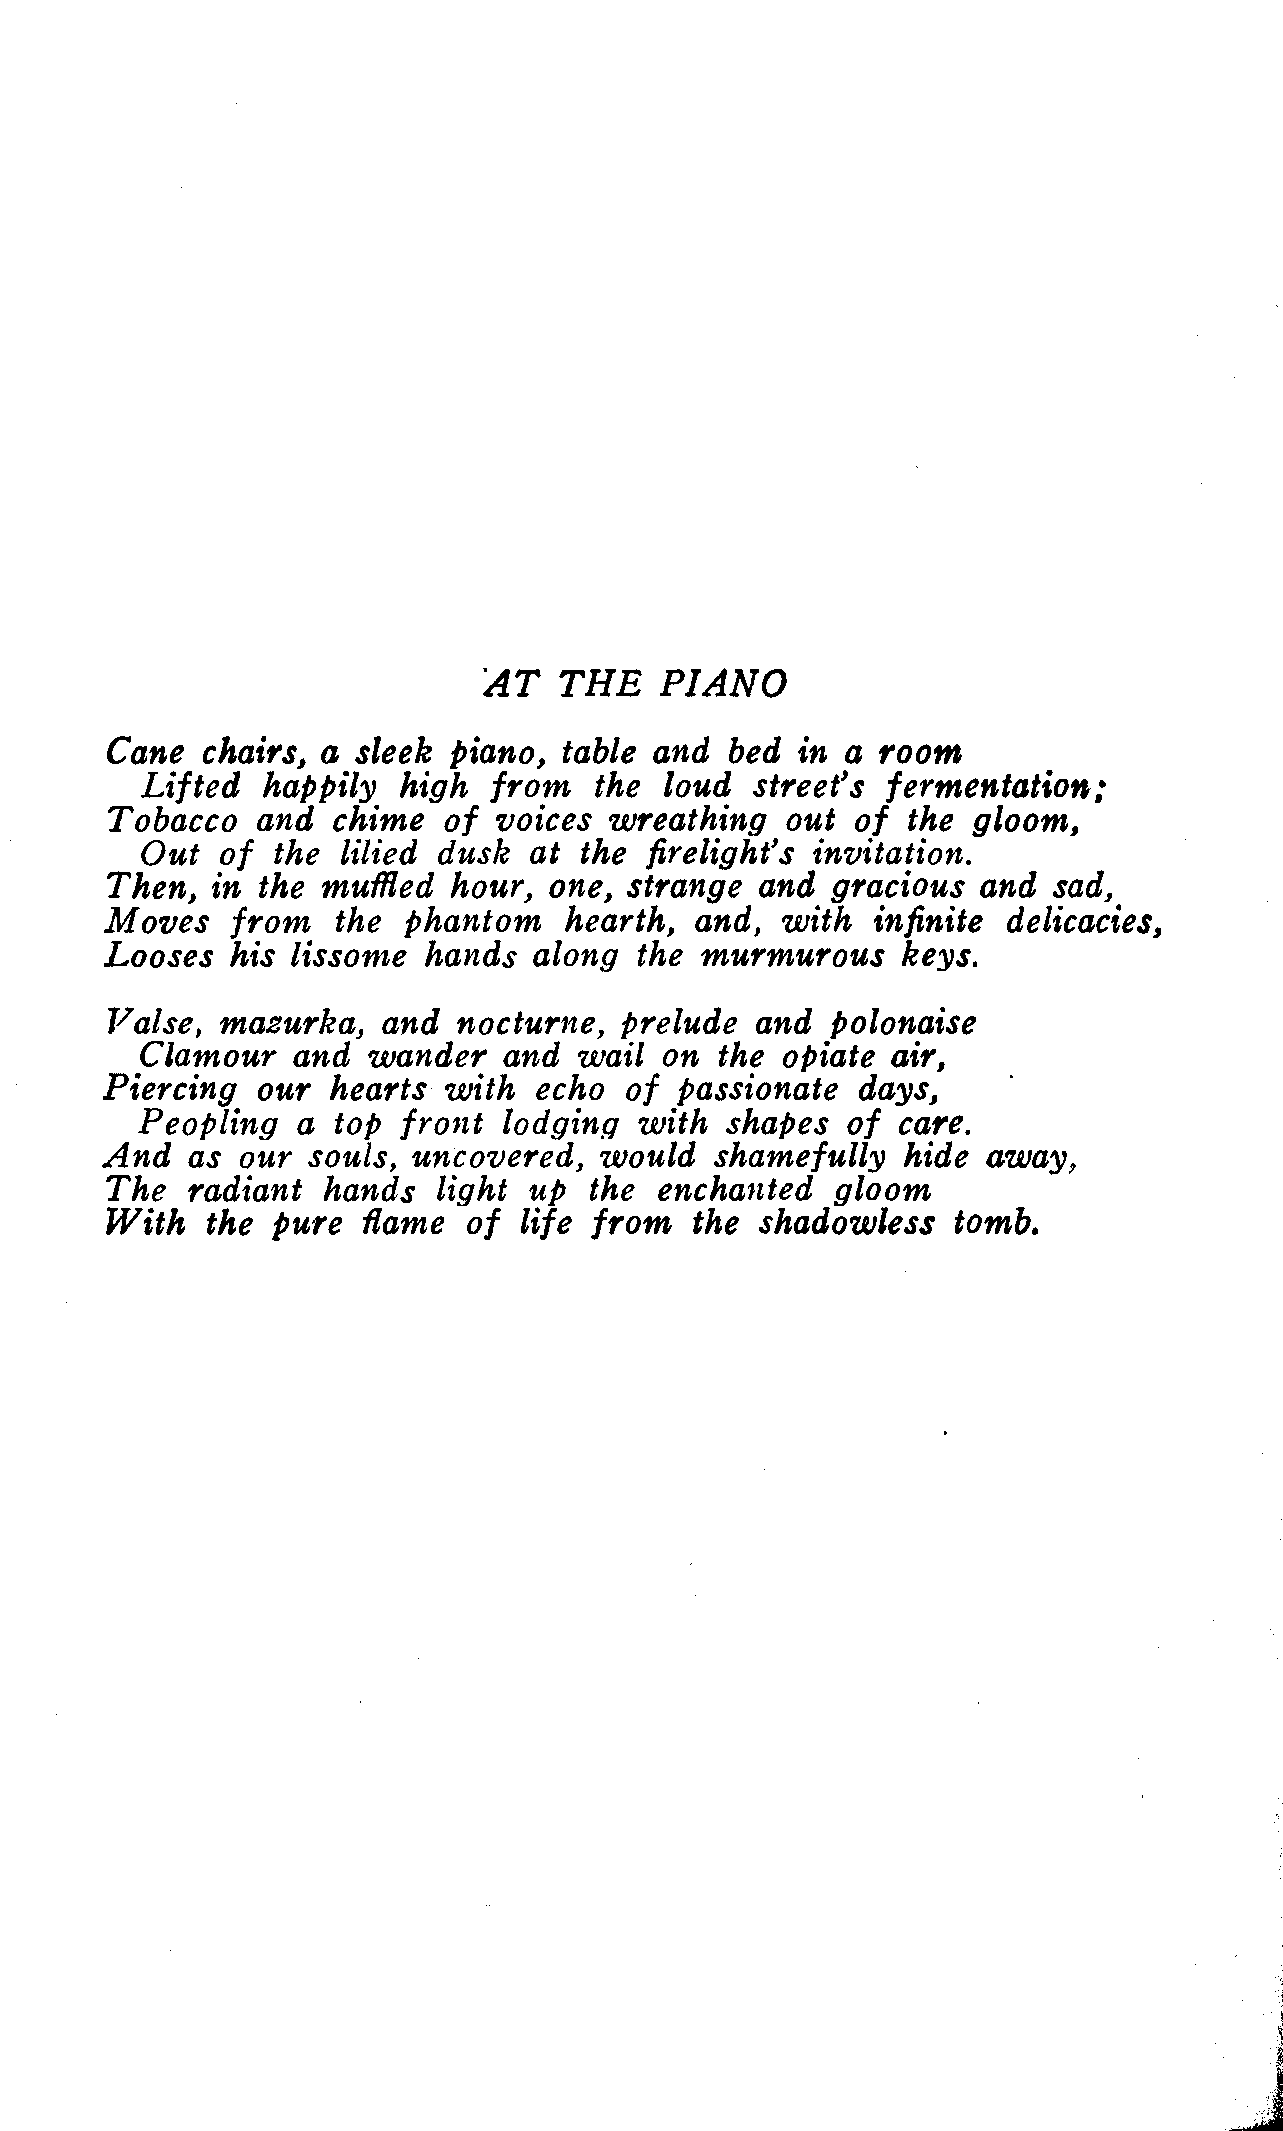 AT THE PIANO
Cane chairs, a sleek piano, table and bed in a room
Lifted happily high from the loud street's fermentation;
Tobacco and chime of voices wreathing out of the gloom,
Out of the lilied dusk at the firelight's invitation.
Then, in the muffled hour, one, strange and gracious and sad,
Moves from the phantom hearth, and, with infinite delicacies,
Looses his lissome hands along the murmurous keys.
Valse, mazurka, and nocturne, prelude and polonaise
Clamour and wander and wail on the opiate air,
Piercing our hearts with echo of passionate days,
Peopling a top front lodging with shapes of care.
And as our souls, uncovered, would shamefully hide away,
The radiant hands light up the enchanted gloom
With the pure flame of life from the shadowless tomb.